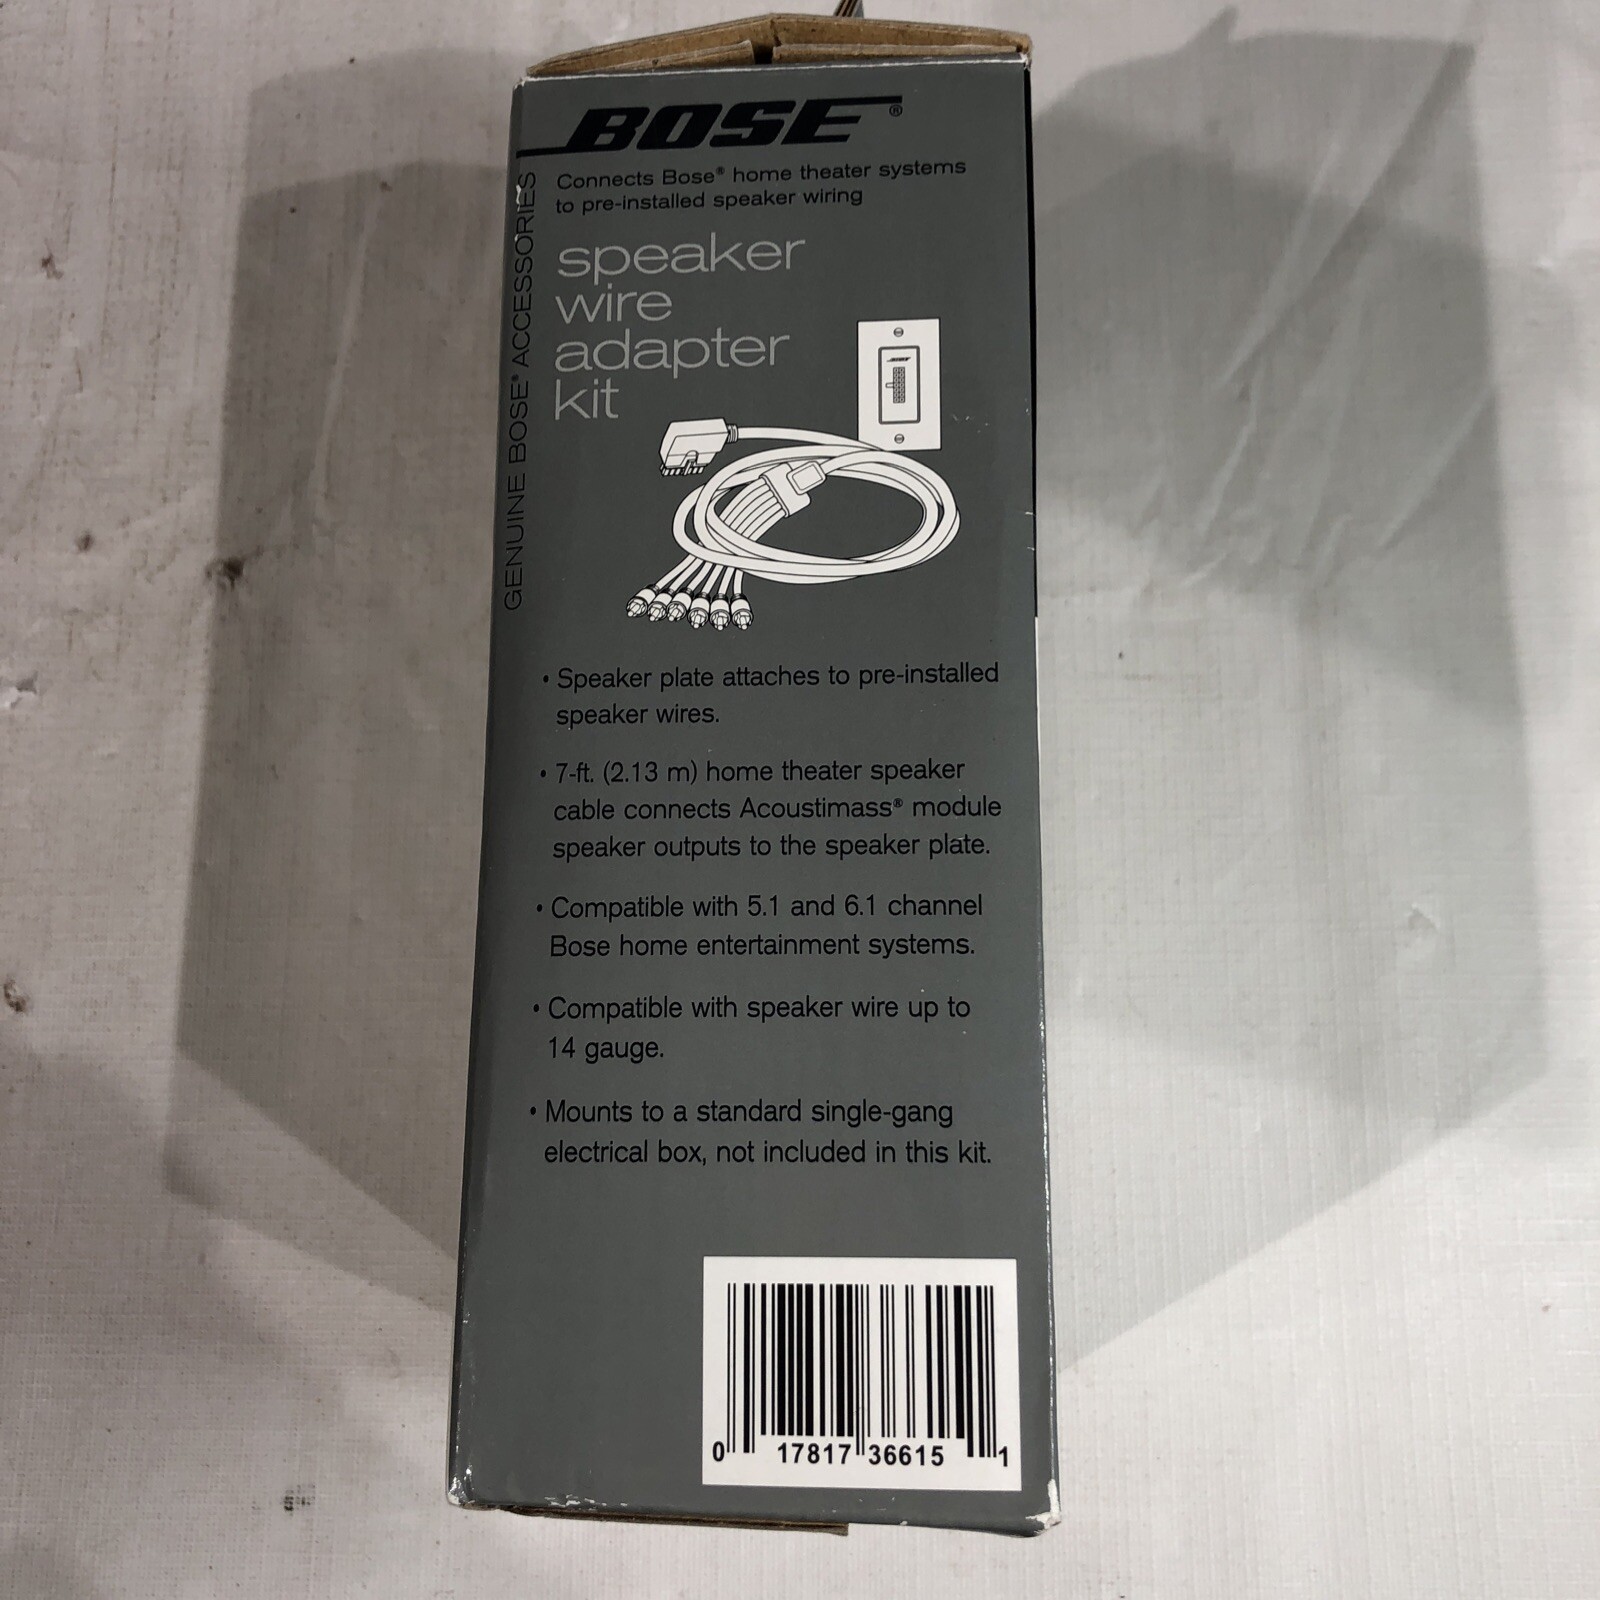 BOSE®
Connects Bose® home theater systems
to pre-installed speaker wiring
GENUINE BOSE® ACCESSORIES
speaker
wire
adapter
kit
BOSE
• Speaker plate attaches to pre-installed
speaker wires.
• 7-ft. (2.13 m) home theater speaker
cable connects Acoustimass® module
speaker outputs to the speaker plate.
• Compatible with 5.1 and 6.1 channel
Bose home entertainment systems.
• Compatible with speaker wire up to
14 gauge.
• Mounts to a standard single-gang
electrical box, not included in this kit.
0 17817 36615 1